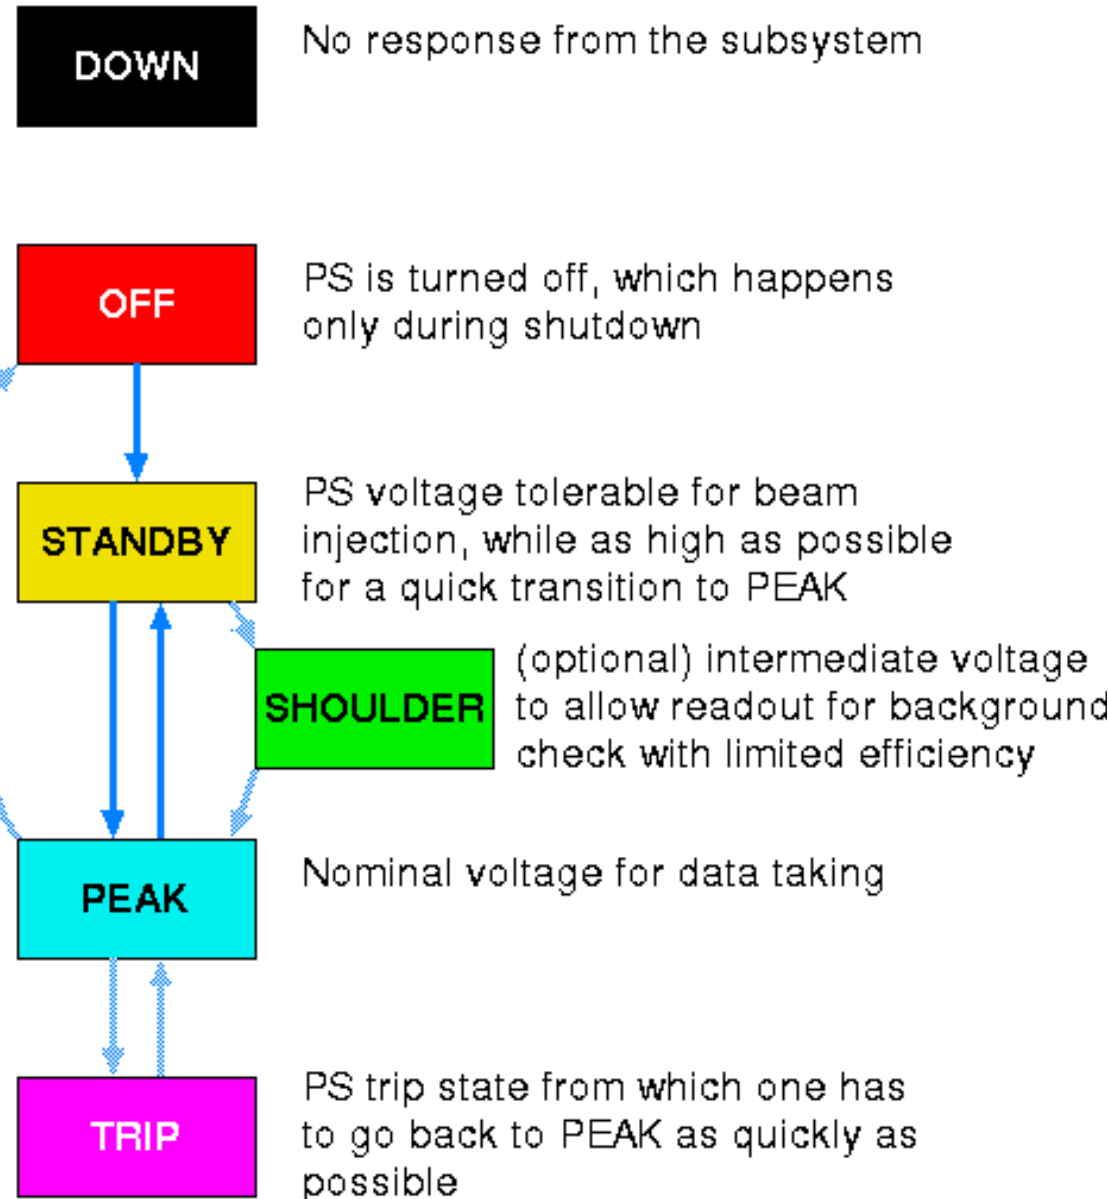 DOWN
No response from the subsystem
OFF
PS is turned off, which happens
only during shutdown
STANDBY
PS voltage tolerable for beam
injection, while as high as possible
for a quick transition to PEAK
SHOULDER
(optional) intermediate voltage
to allow readout for background
check with limited efficiency
PEAK
Nominal voltage for data taking
TRIP
PS trip state from which one has
to go back to PEAK as quickly as
possible